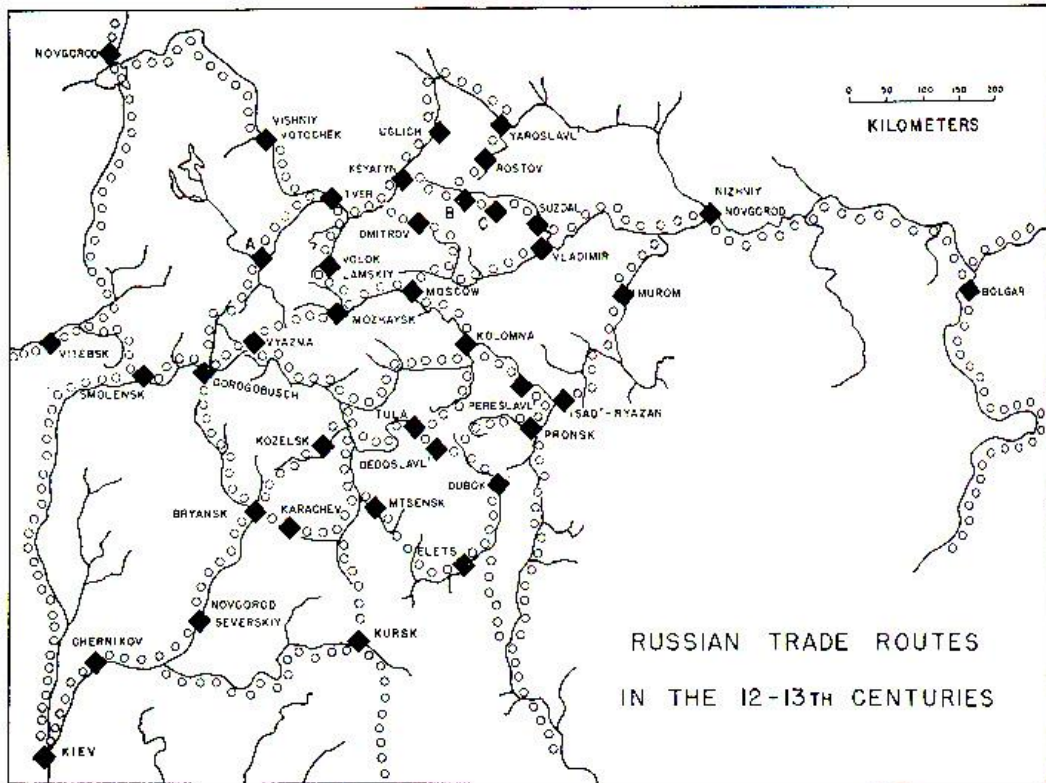 NOVGOROD
VISHNIY
VOTOCHEK
UGLICH
YAROSLAVL'
KEYATYN
ROSTOV
TVER
B
C
SUZDAL
DMITROV
VLADIMIR
NIZHNIY
NOVGOROD
0 50 100 150 200
KILOMETERS
A
VOLOK
LAMSKIY
MOSCOW
MUROM
BOLGAR
MOZHAYSK
VITEBSK
VYAZMA
KOLOMNA
SMOLENSK
DOROGOBUSCH
PERESLAVL'
ISAD'-RYAZAN
TULA
PRONSK
KOZELSK
DEDOSLAVL'
DUBOK
BRYANSK
KARACHEV
MTSENSK
ELETS
NOVGOROD
SEVERSKIY
KURSK
CHERNIKOV
KIEV
RUSSIAN TRADE ROUTES
IN THE 12-13TH CENTURIES